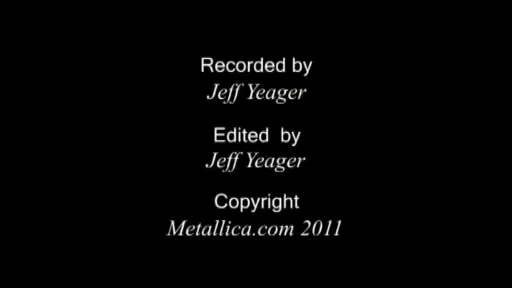 Recorded by
Jeff Yeager
Edited by
Jeff Yeager
Copyright
Metallica.com 2011